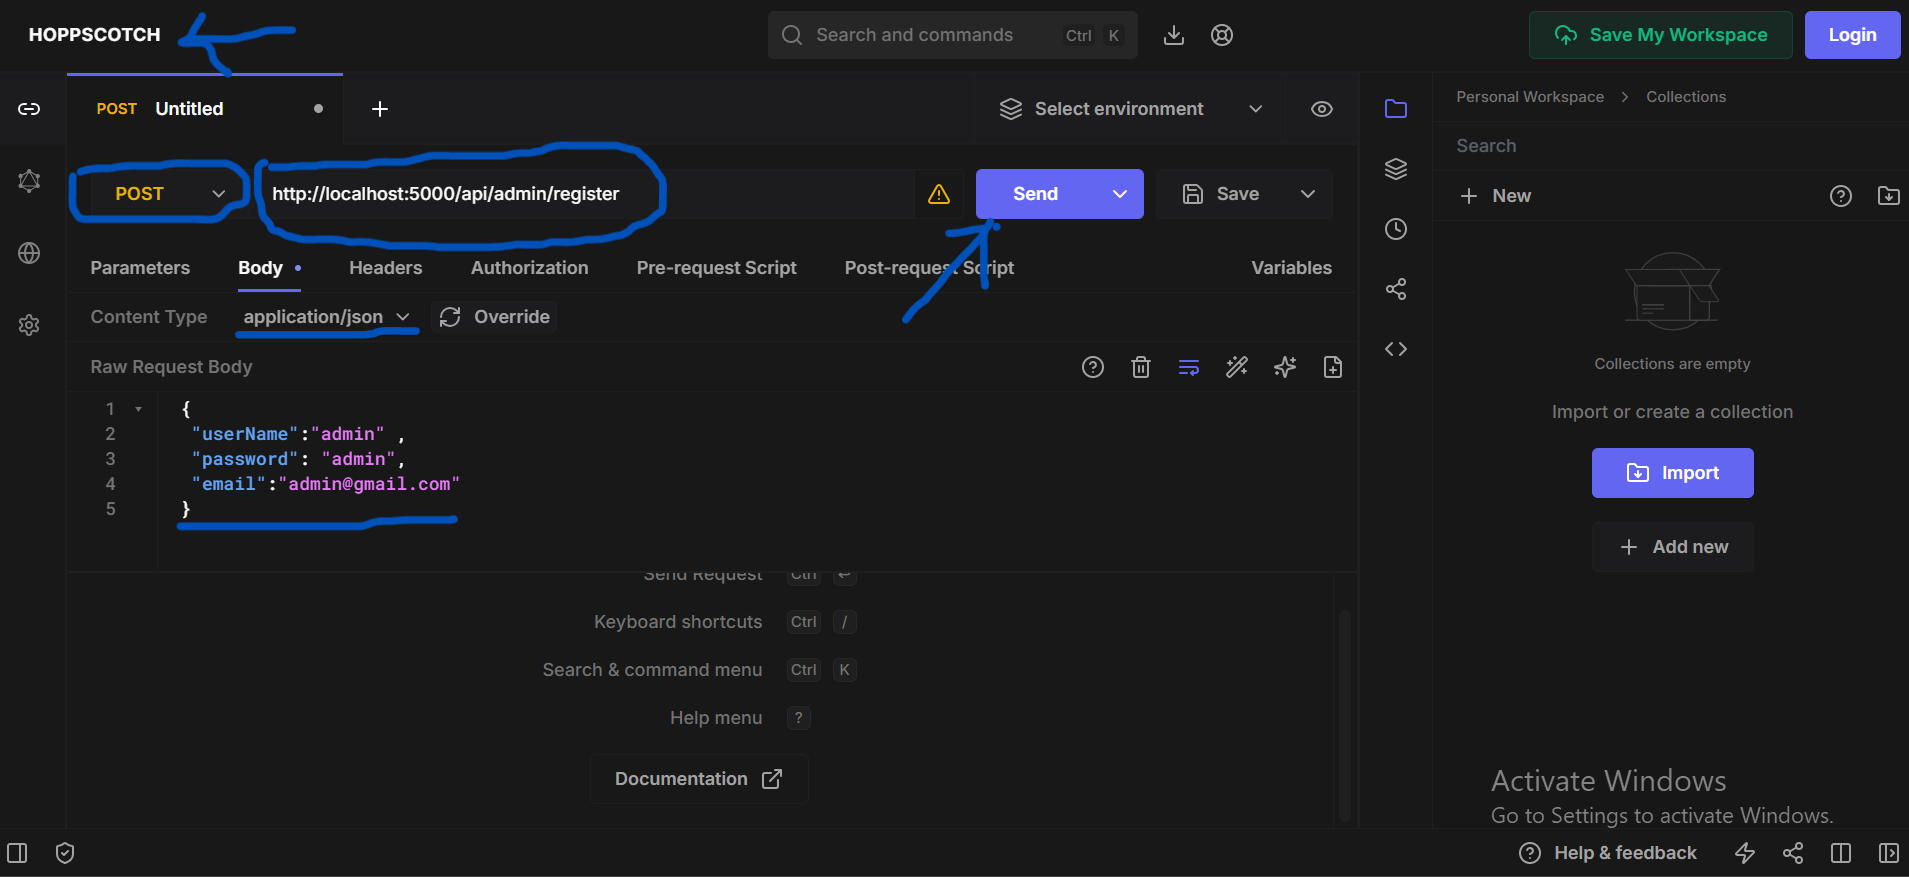 HOPPSCOTCH
Search and commands Ctrl K
Save My Workspace
Login
POST Untitled
Select environment
Personal Workspace > Collections
POST
http://localhost:5000/api/admin/register
Send
Save
Search
+ New
Parameters Body Headers Authorization Pre-request Script Post-request Script Variables
Content Type application/json Override
Raw Request Body
1 {
2 "userName":"admin" ,
3 "password": "admin",
4 "email":"admin@gmail.com"
5 }
Collections are empty
Import or create a collection
Import
+ Add new
Send Request Ctrl ↩
Keyboard shortcuts Ctrl /
Search & command menu Ctrl K
Help menu ?
Documentation
Activate Windows
Go to Settings to activate Windows.
Help & feedback